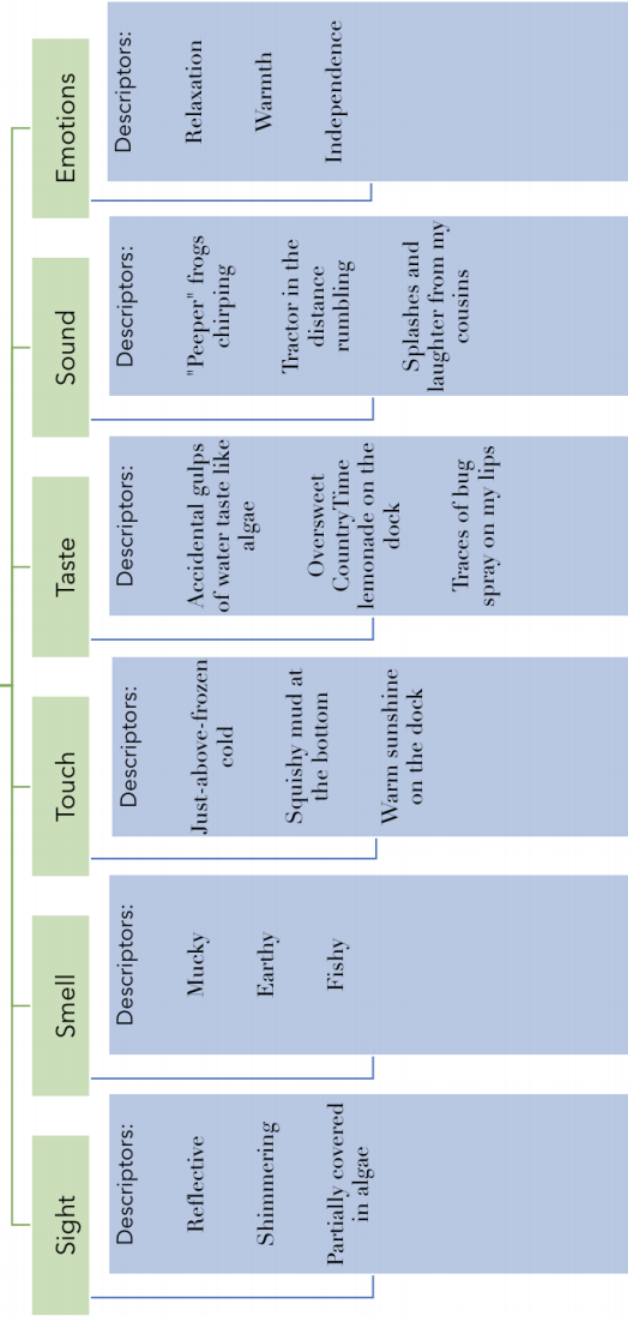 Sight
Descriptors:
Reflective
Shimmering
Partially covered
in algae
Smell
Descriptors:
Mucky
Earthy
Fishy
Touch
Descriptors:
Just-above-frozen
cold
Squishy mud at
the bottom
Warm sunshine
on the dock
Taste
Descriptors:
Accidental gulps
of water taste like
algae
Oversweet
CountryTime
lemonade on the
dock
Traces of bug
spray on my lips
Sound
Descriptors:
"Peeper" frogs
chirping
Tractor in the
distance
rumbling
Splashes and
laughter from my
cousins
Emotions
Descriptors:
Relaxation
Warmth
Independence